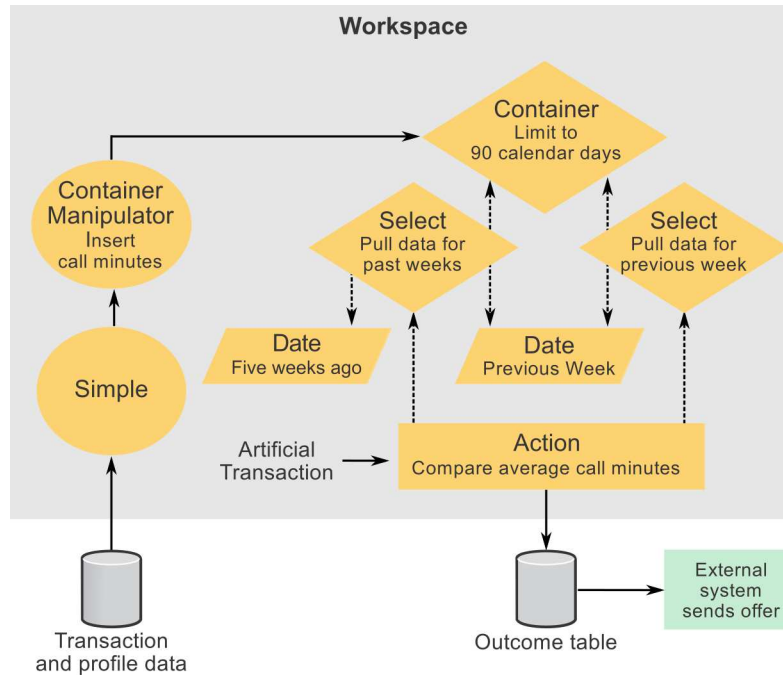 Workspace
Container
Limit to
90 calendar days
Container
Manipulator
Insert
call minutes
Select
Pull data for
past weeks
Select
Pull data for
previous week
Date
Five weeks ago
Date
Previous Week
Simple
Artificial
Transaction
Action
Compare average call minutes
Transaction
and profile data
Outcome table
External
system
sends offer